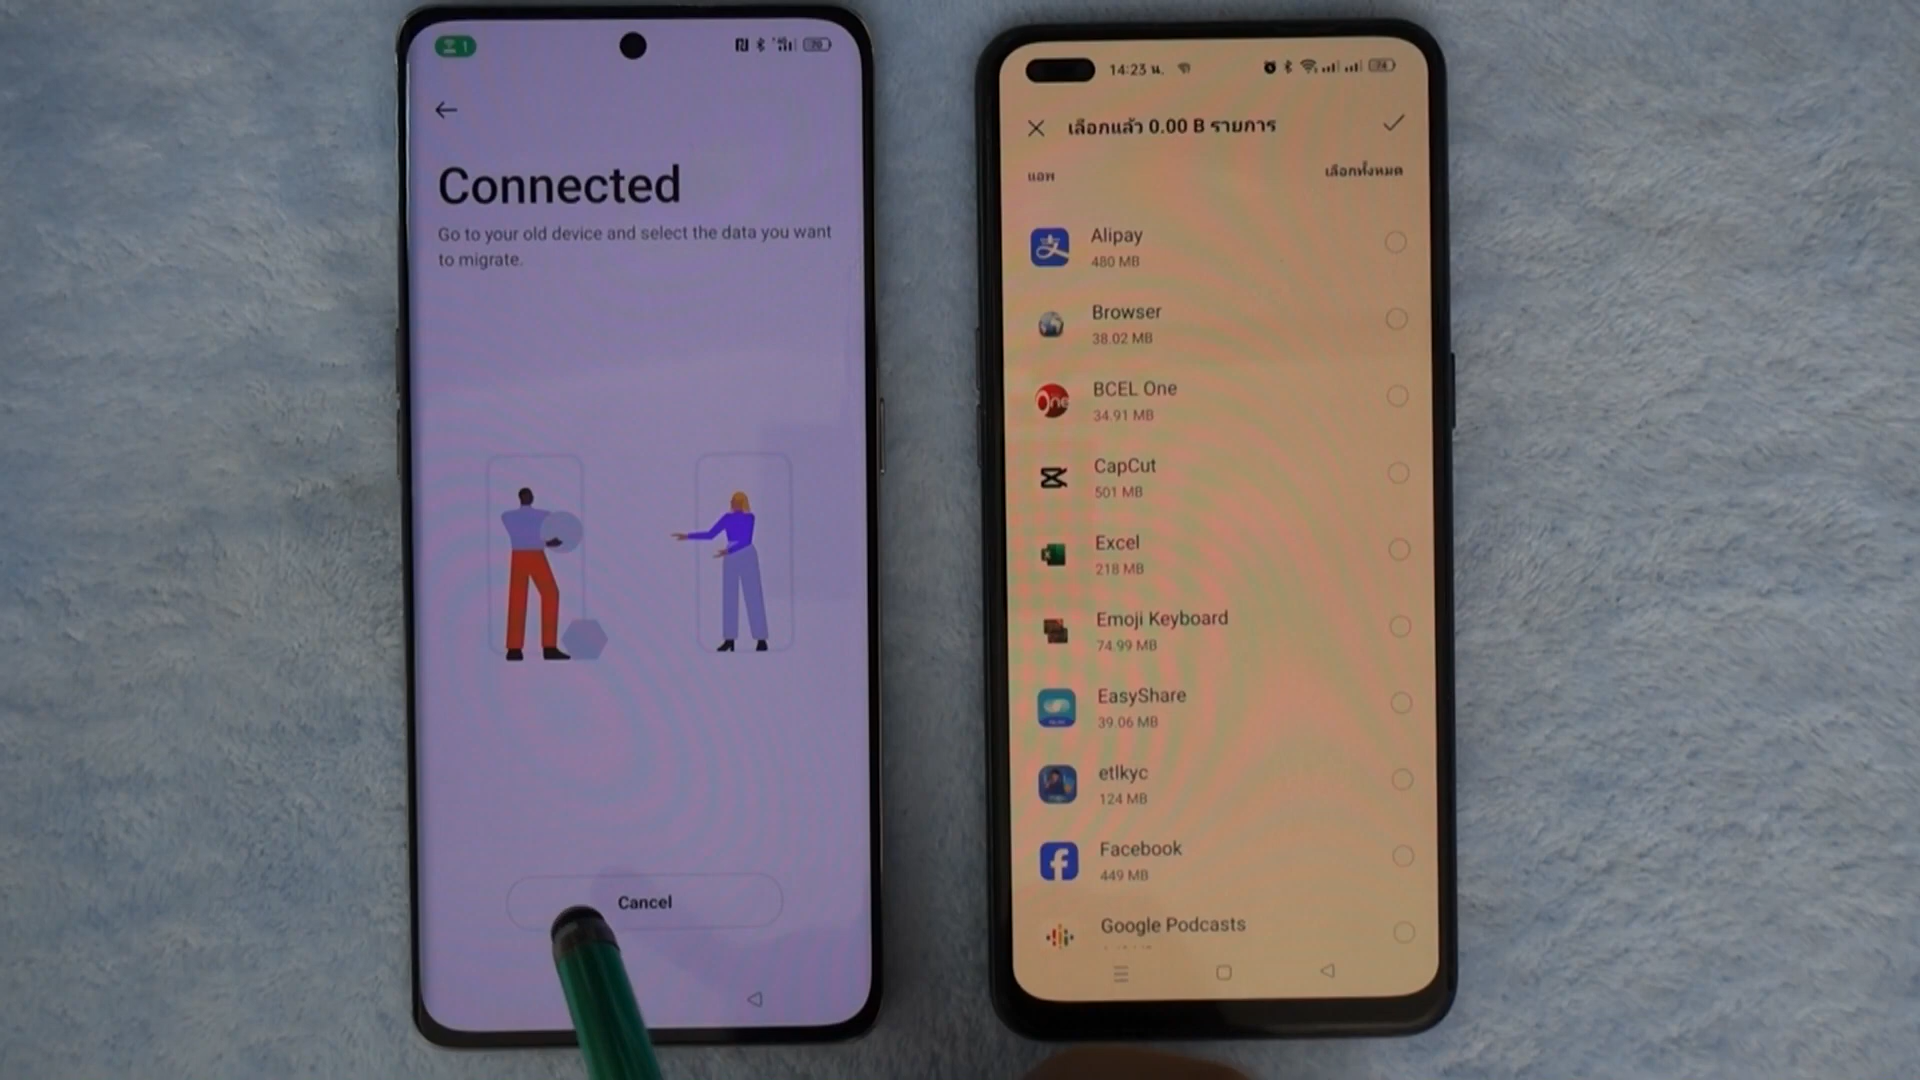 1
Connected
Go to your old device and select the data you want
to migrate.
Cancel
14:23 น.
เลือกแล้ว 0.00 B รายการ
แอพ
เลือกทั้งหมด
Alipay
480 MB
Browser
38.02 MB
BCEL One
34.91 MB
CapCut
501 MB
Excel
218 MB
Emoji Keyboard
74.99 MB
EasyShare
39.06 MB
etlkyc
124 MB
Facebook
449 MB
Google Podcasts